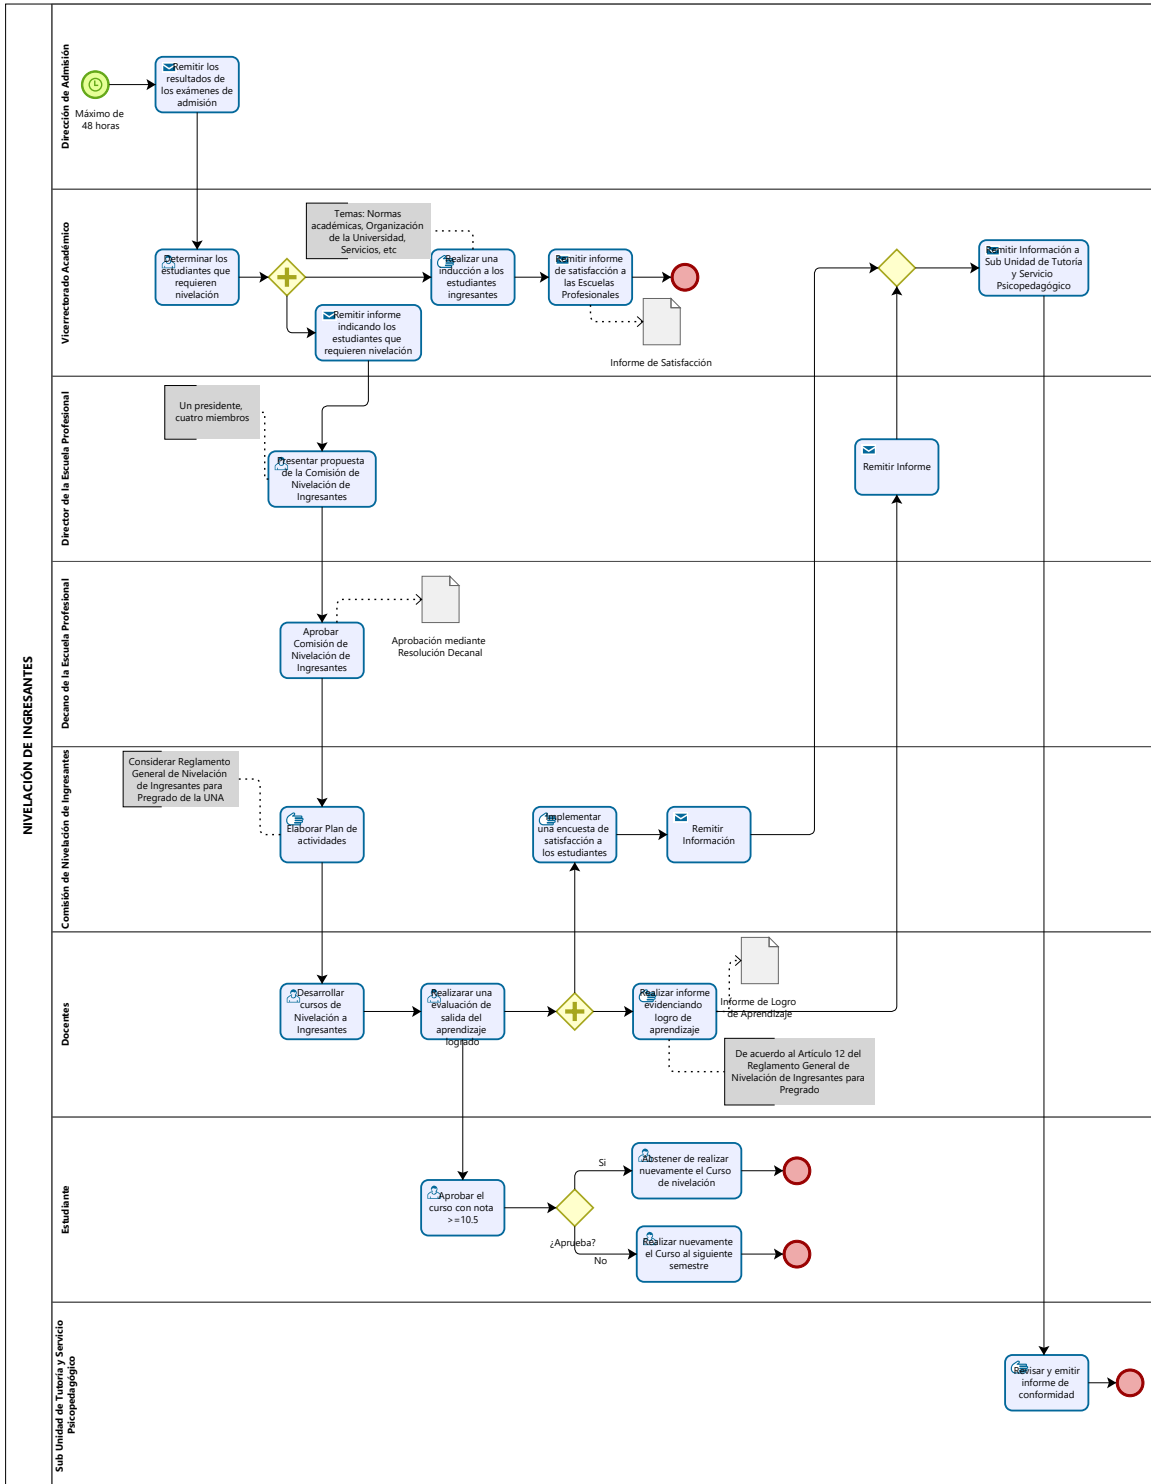 NIVELACIÓN DE INGRESANTES
Dirección de Admisión
Máximo de
48 horas
Remitir los
resultados de
los exámenes de
admisión
Vicerrectorado Académico
Determinar los
estudiantes que
requieren
nivelación
Temas: Normas
académicas, Organización
de la Universidad,
Servicios, etc
Realizar una
inducción a los
estudiantes
ingresantes
Remitir informe
de satisfacción a
las Escuelas
Profesionales
Informe de Satisfacción
Remitir informe
indicando los
estudiantes que
requieren nivelación
Remitir Información a
Sub Unidad de Tutoría
y Servicio
Psicopedagógico
Director de la Escuela Profesional
Un presidente,
cuatro miembros
Presentar propuesta
de la Comisión de
Nivelación de
Ingresantes
Remitir Informe
Decano de la Escuela Profesional
Aprobar
Comisión de
Nivelación de
Ingresantes
Aprobación mediante
Resolución Decanal
Comisión de Nivelación de Ingresantes
Considerar Reglamento
General de Nivelación
de Ingresantes para
Pregrado de la UNA
Elaborar Plan de
actividades
Implementar
una encuesta de
satisfacción a
los estudiantes
Remitir
Información
Docentes
Desarrollar
cursos de
Nivelación a
Ingresantes
Realizarar una
evaluación de
salida del
aprendizaje
logrado
Realizar informe
evidenciando
logro de
aprendizaje
Informe de Logro
de Aprendizaje
De acuerdo al Artículo 12 del
Reglamento General de
Nivelación de Ingresantes para
Pregrado
Estudiante
Aprobar el
curso con nota
>=10.5
¿Aprueba?
Si
No
Abstener de realizar
nuevamente el Curso
de nivelación
Realizar nuevamente
el Curso al siguiente
semestre
Sub Unidad de Tutoría y Servicio
Psicopedagógico
Revisar y emitir
informe de
conformidad